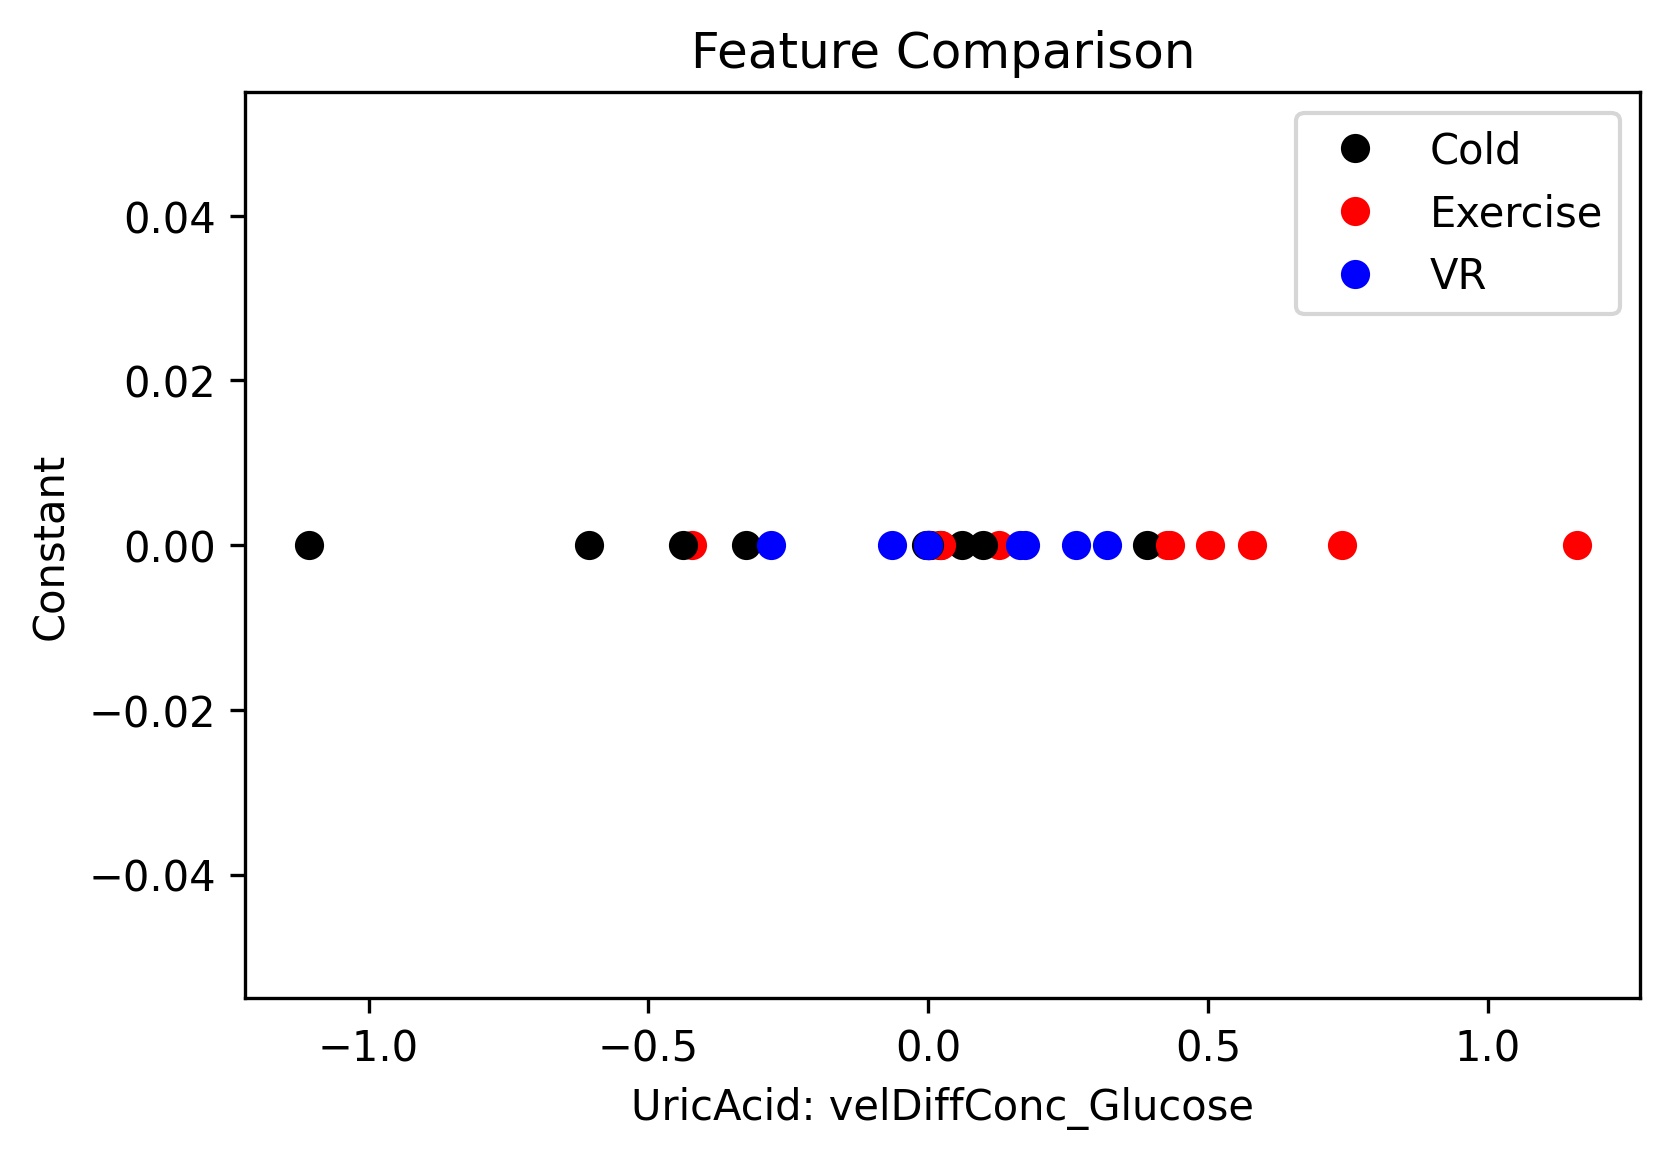 Feature Comparison
Cold
Exercise
VR
0.04
0.02
0.00
−0.02
−0.04
Constant
−1.0 −0.5 0.0 0.5 1.0
UricAcid: velDiffConc_Glucose